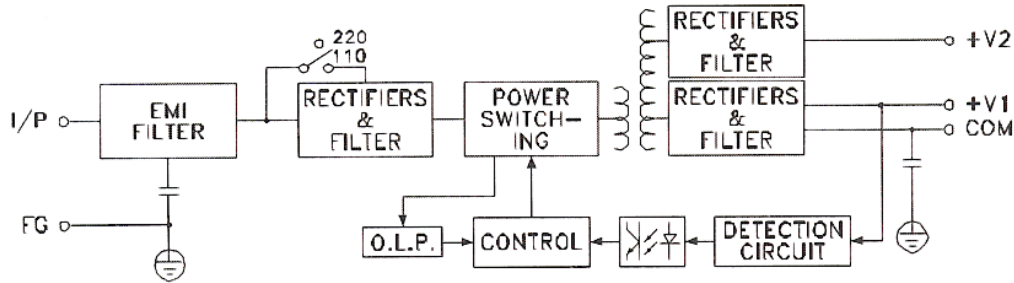 220
110
I/P
EMI
FILTER
RECTIFIERS
&
FILTER
POWER
SWITCH-
ING
RECTIFIERS
&
FILTER
+V2
RECTIFIERS
&
FILTER
+V1
COM
FG
O.L.P.
CONTROL
DETECTION
CIRCUIT